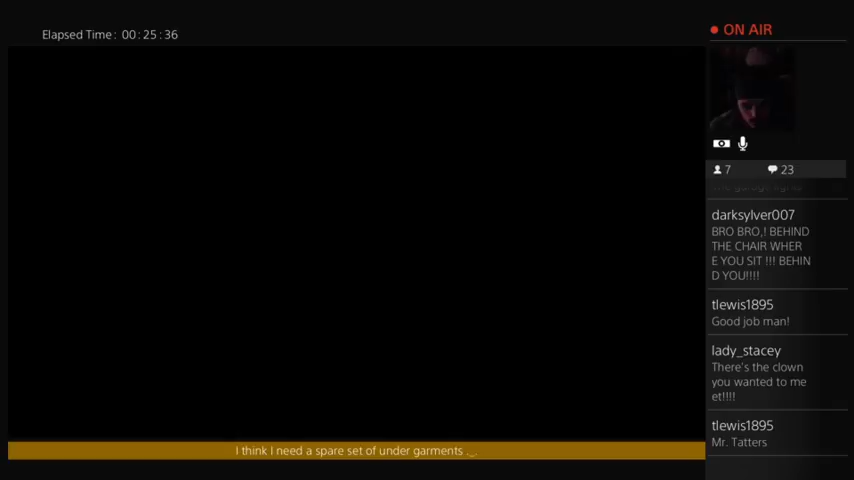 Elapsed Time: 00:25:36
ON AIR
7 23
darksylver007
BRO BRO,! BEHIND
THE CHAIR WHER
E YOU SIT !!! BEHIN
D YOU!!!!
tlewis1895
Good job man!
lady_stacey
There's the clown
you wanted to me
et!!!!
tlewis1895
Mr. Tatters
I think I need a spare set of under garments ._.